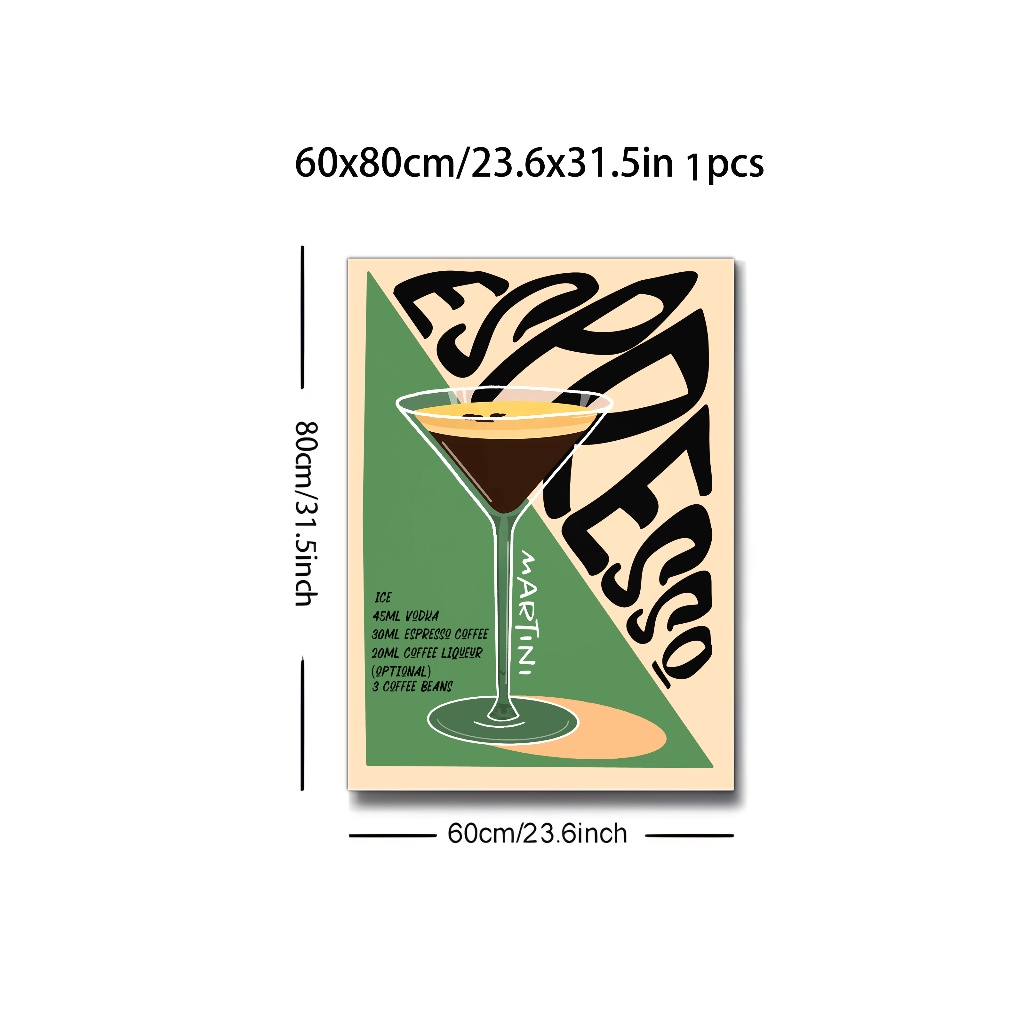 60x80cm/23.6x31.5in 1pcs
80cm/31.5inch
ESPRESSO
MARTINI
ICE
45ML VODKA
30ML ESPRESSO COFFEE
20ML COFFEE LIQUEUR
(OPTIONAL)
3 COFFEE BEANS
60cm/23.6inch